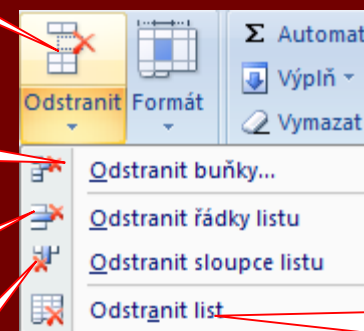 Σ Automat
Výplň
Odstranit Formát
Vymazat
Odstranit buňky...
Odstranit řádky listu
Odstranit sloupce listu
Odstranit list